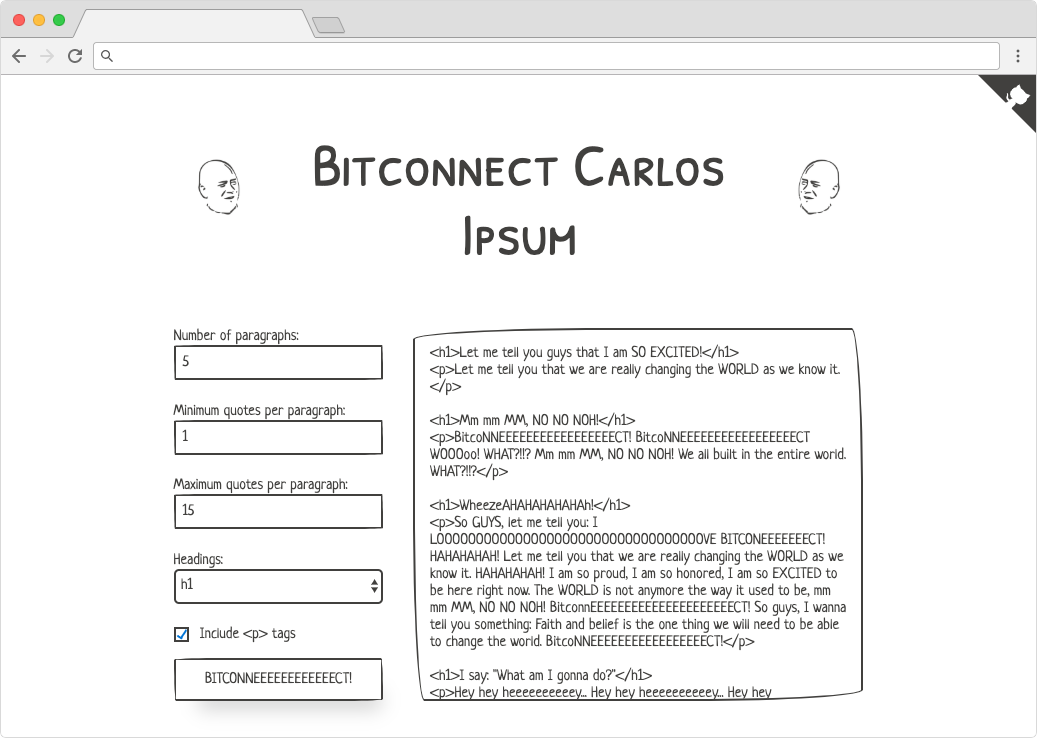 Bitconnect Carlos
Ipsum
Number of paragraphs:
5
Minimum quotes per paragraph:
1
Maximum quotes per paragraph:
15
Headings:
h1
Include <p> tags
BITCONNEEEEEEEEEEEECT!
<h1>Let me tell you guys that I am SO EXCITED!</h1>
<p>Let me tell you that we are really changing the WORLD as we know it.
</p>
<h1>Mm mm MM, NO NO NOH!</h1>
<p>BitcoNNEEEEEEEEEEEEEEEEECT! BitcoNNEEEEEEEEEEEEEEEEECT
WOOOoo! WHAT?!!? Mm mm MM, NO NO NOH! We all built in the entire world.
WHAT?!!?</p>
<h1>WheezeAHAHAHAHAHAh!</h1>
<p>So GUYS, let me tell you: I
LOOOOOOOOOOOOOOOOOOOOOOOOOOOOOOOOOOVE BITCONEEEEEEECT!
HAHAHAHAH! Let me tell you that we are really changing the WORLD as we
know it. HAHAHAHAH! I am so proud, I am so honored, I am so EXCITED to
be here right now. The WORLD is not anymore the way it used to be, mm
mm MM, NO NO NOH! BitconnEEEEEEEEEEEEEEEEEEEEECT! So guys, I wanna
tell you something: Faith and belief is the one thing we will need to be able
to change the world. BitcoNNEEEEEEEEEEEEEEEEECT!</p>
<h1>I say: "What am I gonna do?"</h1>
<p>Hey hey heeeeeeeeeey... Hey hey heeeeeeeeeey... Hey hey